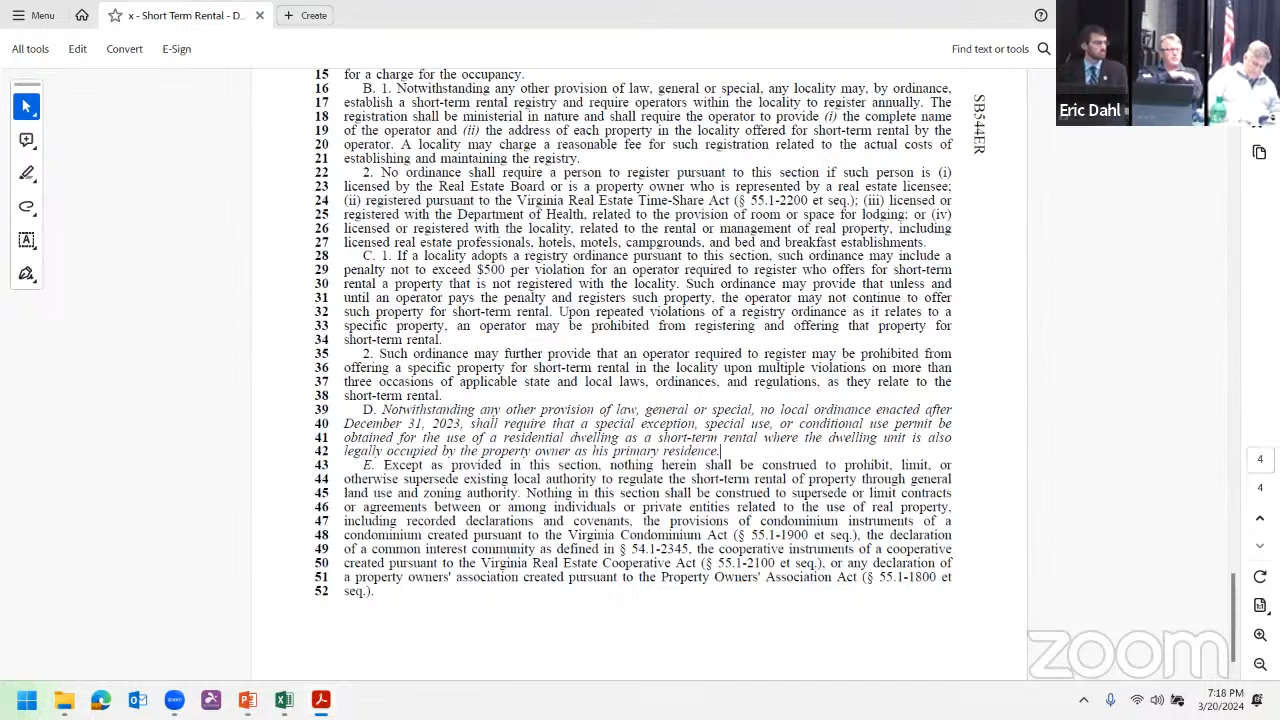 Menu
x - Short Term Rental - D...
Create
All tools
Edit
Convert
E-Sign
Find text or tools
Eric Dahl
15 for a charge for the occupancy.
16 B. 1. Notwithstanding any other provision of law, general or special, any locality may, by ordinance,
17 establish a short-term rental registry and require operators within the locality to register annually. The
18 registration shall be ministerial in nature and shall require the operator to provide (i) the complete name
19 of the operator and (ii) the address of each property in the locality offered for short-term rental by the
20 operator. A locality may charge a reasonable fee for such registration related to the actual costs of
21 establishing and maintaining the registry.
22 2. No ordinance shall require a person to register pursuant to this section if such person is (i)
23 licensed by the Real Estate Board or is a property owner who is represented by a real estate licensee;
24 (ii) registered pursuant to the Virginia Real Estate Time-Share Act (§ 55.1-2200 et seq.); (iii) licensed or
25 registered with the Department of Health, related to the provision of room or space for lodging; or (iv)
26 licensed or registered with the locality, related to the rental or management of real property, including
27 licensed real estate professionals, hotels, motels, campgrounds, and bed and breakfast establishments.
28 C. 1. If a locality adopts a registry ordinance pursuant to this section, such ordinance may include a
29 penalty not to exceed $500 per violation for an operator required to register who offers for short-term
30 rental a property that is not registered with the locality. Such ordinance may provide that unless and
31 until an operator pays the penalty and registers such property, the operator may not continue to offer
32 such property for short-term rental. Upon repeated violations of a registry ordinance as it relates to a
33 specific property, an operator may be prohibited from registering and offering that property for
34 short-term rental.
35 2. Such ordinance may further provide that an operator required to register may be prohibited from
36 offering a specific property for short-term rental in the locality upon multiple violations on more than
37 three occasions of applicable state and local laws, ordinances, and regulations, as they relate to the
38 short-term rental.
39 D. Notwithstanding any other provision of law, general or special, no local ordinance enacted after
40 December 31, 2023, shall require that a special exception, special use, or conditional use permit be
41 obtained for the use of a residential dwelling as a short-term rental where the dwelling unit is also
42 legally occupied by the property owner as his primary residence.
43 E. Except as provided in this section, nothing herein shall be construed to prohibit, limit, or
44 otherwise supersede existing local authority to regulate the short-term rental of property through general
45 land use and zoning authority. Nothing in this section shall be construed to supersede or limit contracts
46 or agreements between or among individuals or private entities related to the use of real property,
47 including recorded declarations and covenants, the provisions of condominium instruments of a
48 condominium created pursuant to the Virginia Condominium Act (§ 55.1-1900 et seq.), the declaration
49 of a common interest community as defined in § 54.1-2345, the cooperative instruments of a cooperative
50 created pursuant to the Virginia Real Estate Cooperative Act (§ 55.1-2100 et seq.), or any declaration of
51 a property owners' association created pursuant to the Property Owners' Association Act (§ 55.1-1800 et
52 seq.).
SB544ER
4
4
zoom
7:18 PM
3/20/2024